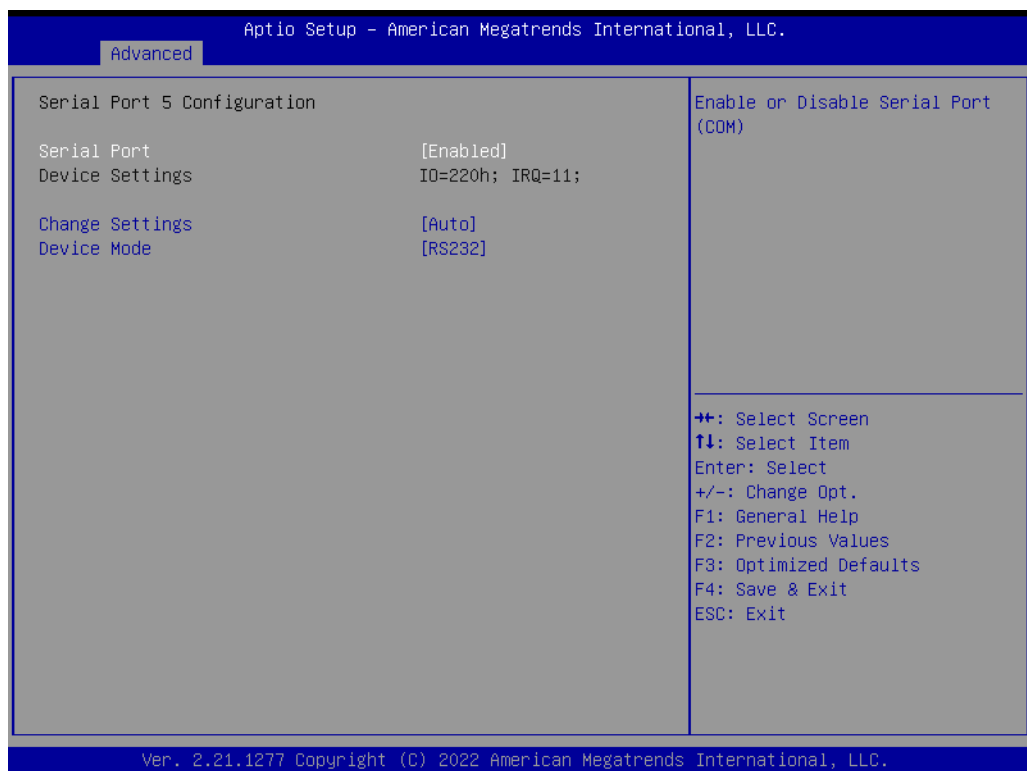 Aptio Setup – American Megatrends International, LLC.
Advanced
Serial Port 5 Configuration
Serial Port [Enabled]
Device Settings IO=220h; IRQ=11;
Change Settings [Auto]
Device Mode [RS232]
Enable or Disable Serial Port
(COM)
→←: Select Screen
↑↓: Select Item
Enter: Select
+/-: Change Opt.
F1: General Help
F2: Previous Values
F3: Optimized Defaults
F4: Save & Exit
ESC: Exit
Ver. 2.21.1277 Copyright (C) 2022 American Megatrends International, LLC.